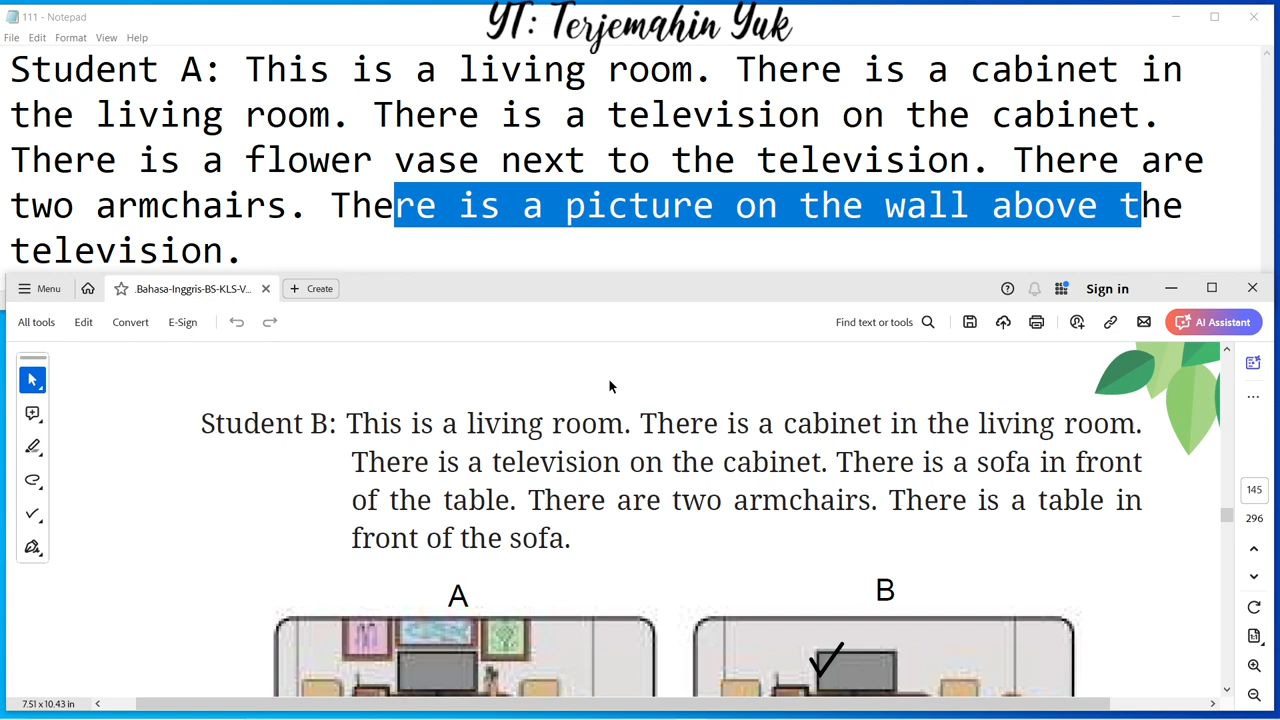 111 - Notepad
YT: Terjemahin Yuk
File Edit Format View Help
Student A: This is a living room. There is a cabinet in
the living room. There is a television on the cabinet.
There is a flower vase next to the television. There are
two armchairs. There is a picture on the wall above the
television.
Menu .Bahasa-Inggris-BS-KLS-V... Create Sign in
All tools Edit Convert E-Sign Find text or tools AI Assistant
Student B: This is a living room. There is a cabinet in the living room.
There is a television on the cabinet. There is a sofa in front
of the table. There are two armchairs. There is a table in
front of the sofa.
145
296
A B
7.51 x 10.43 in